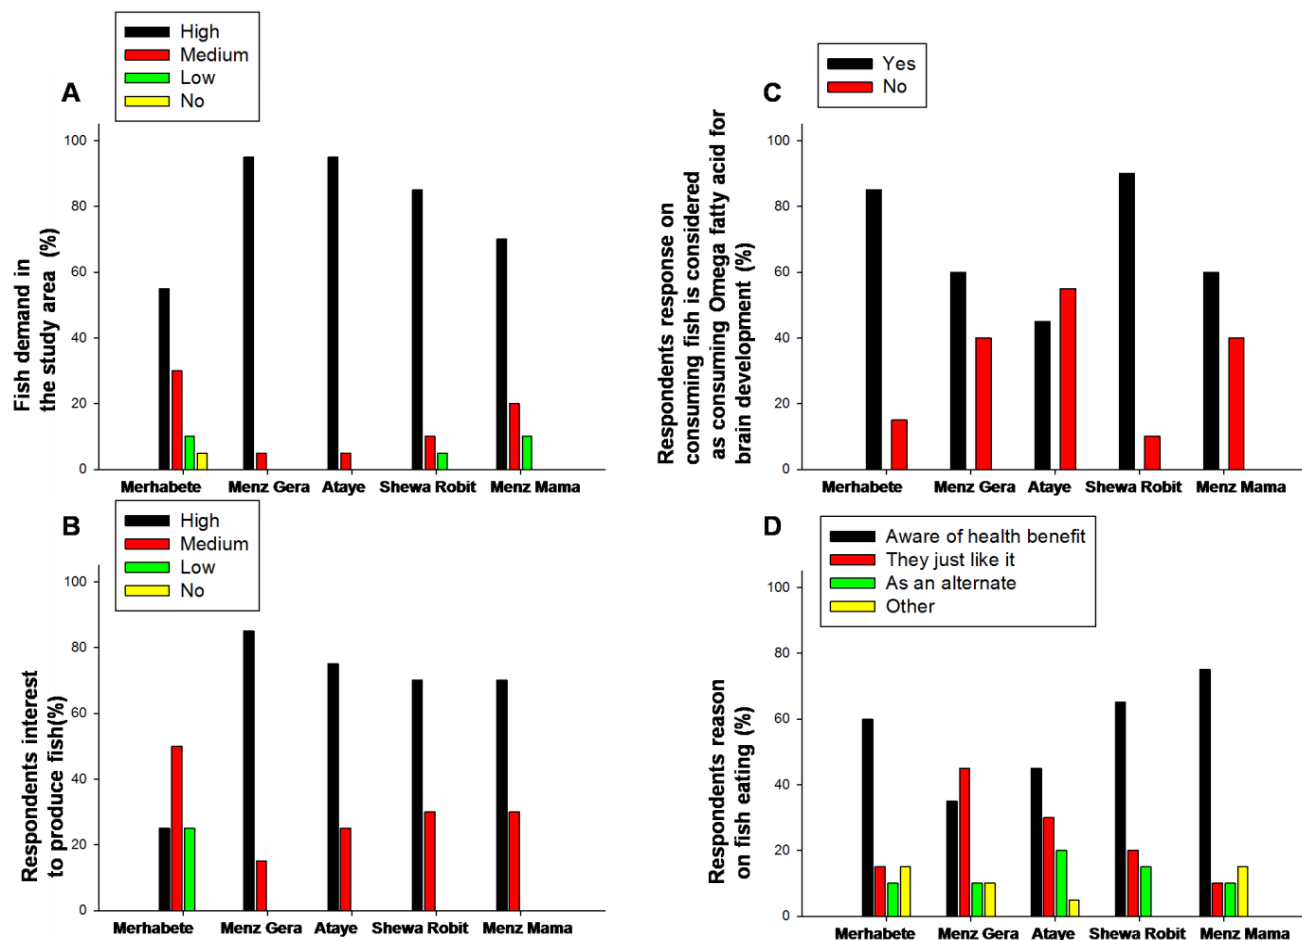 A
High
Medium
Low
No
Fish demand in
the study area (%)
100
80
60
40
20
0
Merhabete Menz Gera Ataye Shewa Robit Menz Mama
B
High
Medium
Low
No
Respondents interest
to produce fish(%)
100
80
60
40
20
0
Merhabete Menz Gera Ataye Shewa Robit Menz Mama
C
Yes
No
Respondents response on
consuming fish is considered
as consuming Omega fatty acid for
brain development (%)
100
80
60
40
20
0
Merhabete Menz Gera Ataye Shewa Robit Menz Mama
D
Aware of health benefit
They just like it
As an alternate
Other
Respondents reason
on fish eating (%)
100
80
60
40
20
0
Merhabete Menz Gera Ataye Shewa Robit Menz Mama